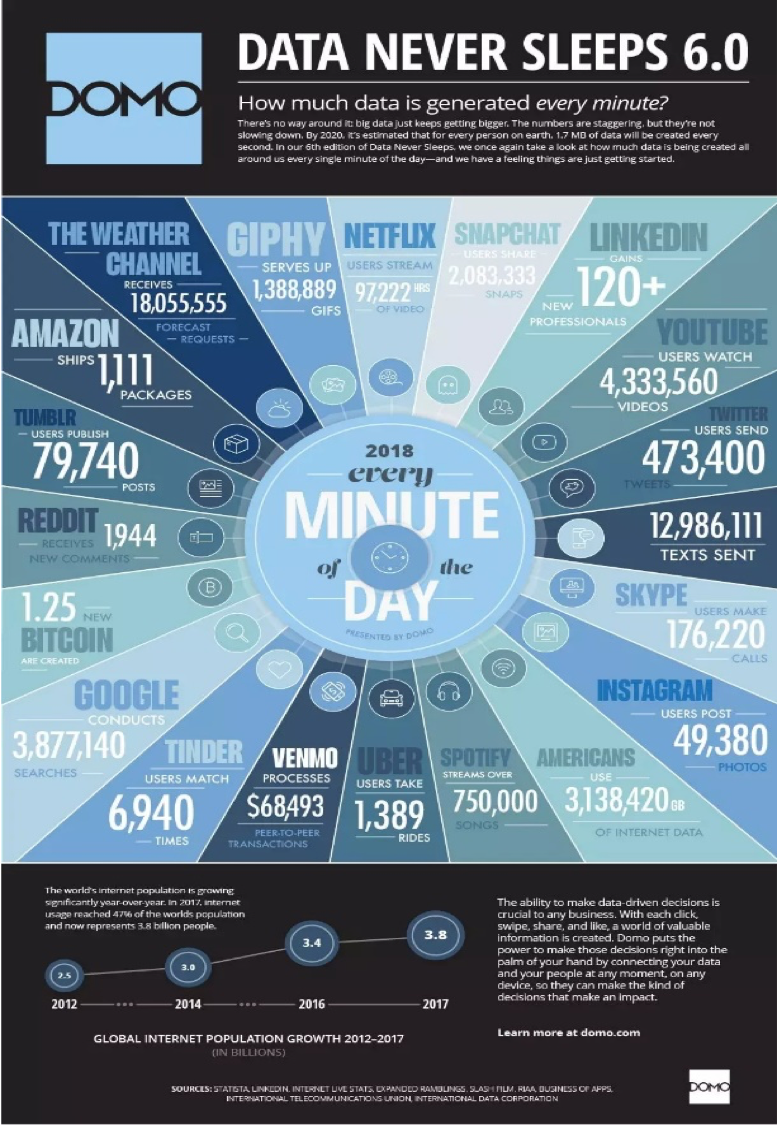 DOMO
DATA NEVER SLEEPS 6.0
How much data is generated every minute?
There's no way around it: big data just keeps getting bigger. The numbers are staggering, but they're not
slowing down. By 2020, it's estimated that for every person on earth, 1.7 MB of data will be created every
second. In our 6th edition of Data Never Sleeps, we once again take a look at how much data is being created all
around us every single minute of the day—and we have a feeling things are just getting started.
THE WEATHER
CHANNEL
RECEIVES
18,055,555
FORECAST
REQUESTS
GIPHY
SERVES UP
1,388,889
GIFS
NETFLIX
USERS STREAM
97,222 HRS
OF VIDEO
SNAPCHAT
USERS SHARE
2,083,333
SNAPS
LINKEDIN
GAINS
120+
NEW
PROFESSIONALS
YOUTUBE
USERS WATCH
4,333,560
VIDEOS
TWITTER
USERS SEND
473,400
TWEETS
12,986,111
TEXTS SENT
SKYPE
USERS MAKE
176,220
CALLS
INSTAGRAM
USERS POST
49,380
PHOTOS
AMERICANS
USE
3,138,420 GB
OF INTERNET DATA
SPOTIFY
STREAMS OVER
750,000
SONGS
UBER
USERS TAKE
1,389
RIDES
VENMO
PROCESSES
$68,493
PEER-TO-PEER
TRANSACTIONS
TINDER
USERS MATCH
6,940
TIMES
GOOGLE
CONDUCTS
3,877,140
SEARCHES
1.25 NEW
BITCOIN
ARE CREATED
REDDIT
RECEIVES 1,944
NEW COMMENTS
TUMBLR
USERS PUBLISH
79,740
POSTS
AMAZON
SHIPS 1,111
PACKAGES
2018
every
MINUTE
of the
DAY
PRESENTED BY DOMO
The world's internet population is growing
significantly year-over-year. In 2017, internet
usage reached 47% of the worlds population
and now represents 3.8 billion people.
2.5
3.0
3.4
3.8
2012
2014
2016
2017
GLOBAL INTERNET POPULATION GROWTH 2012–2017
(IN BILLIONS)
The ability to make data-driven decisions is
crucial to any business. With each click,
swipe, share, and like, a world of valuable
information is created. Domo puts the
power to make those decisions right into the
palm of your hand by connecting your data
and your people at any moment, on any
device, so they can make the kind of
decisions that make an impact.
Learn more at domo.com
SOURCES: STATISTA, LINKEDIN, INTERNET LIVE STATS, EXPANDED RAMBLINGS, SLASH FILM, RIAA, BUSINESS OF APPS,
INTERNATIONAL TELECOMMUNICATIONS UNION, INTERNATIONAL DATA CORPORATION
DOMO